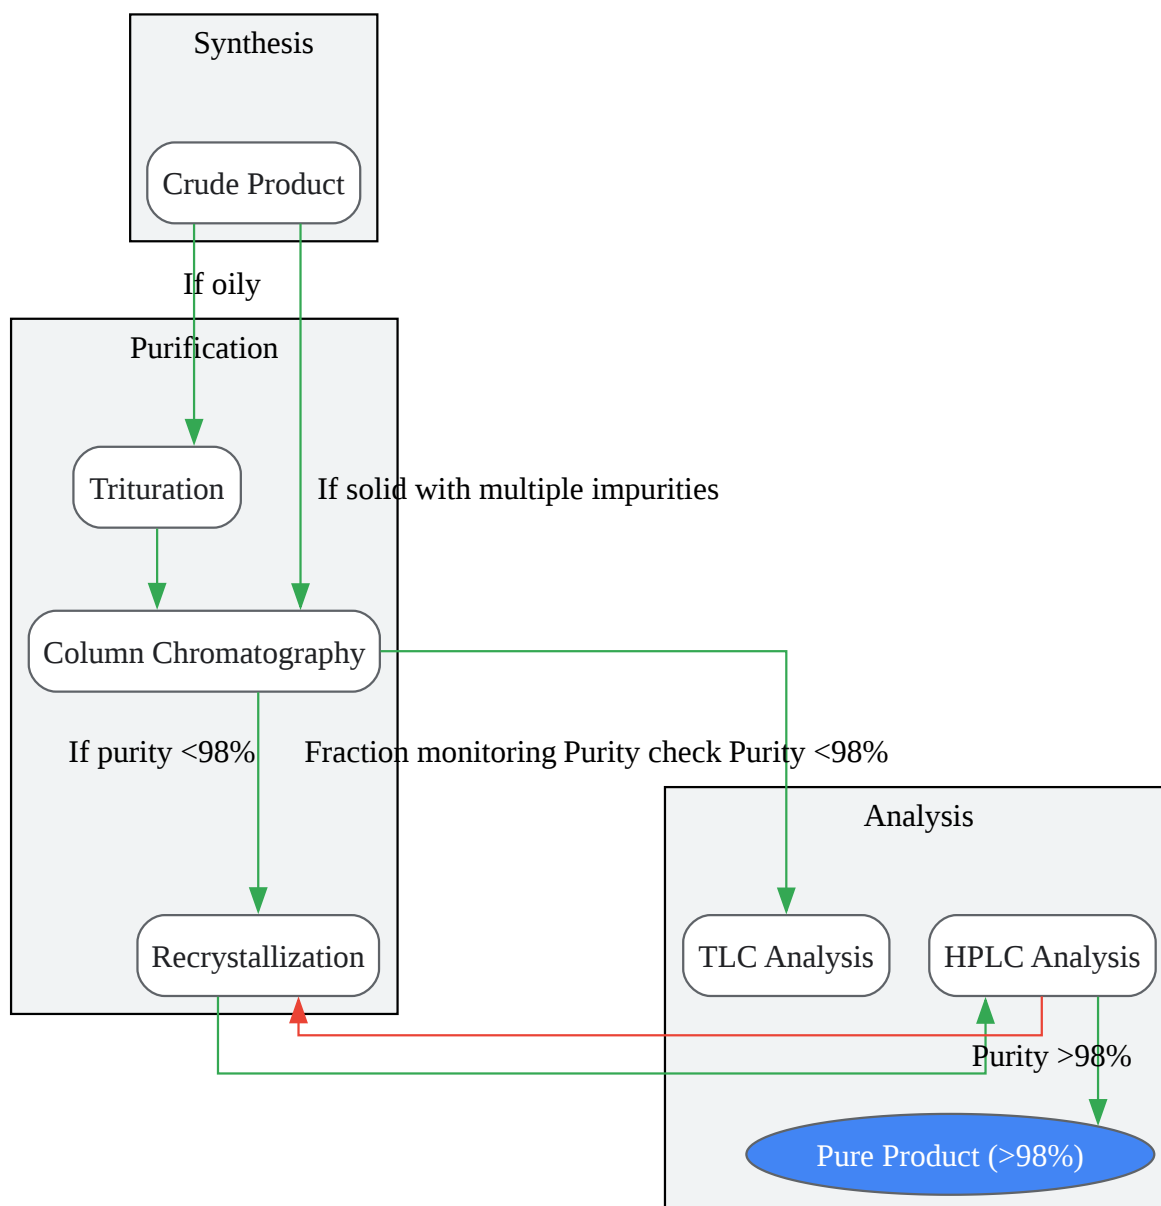 Synthesis
Crude Product
If oily
Purification
Trituration
If solid with multiple impurities
Column Chromatography
If purity <98%
Fraction monitoring
Purity check
Purity <98%
Analysis
Recrystallization
TLC Analysis
HPLC Analysis
Purity >98%
Pure Product (>98%)